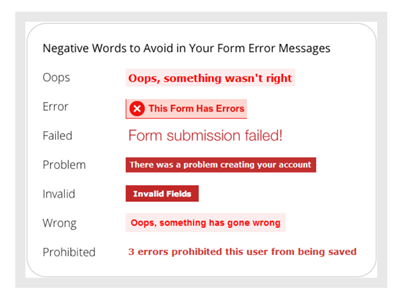 Negative Words to Avoid in Your Form Error Messages
Oops
Oops, something wasn't right
Error
This Form Has Errors
Failed
Form submission failed!
Problem
There was a problem creating your account
Invalid
Invalid Fields
Wrong
Oops, something has gone wrong
Prohibited
3 errors prohibited this user from being saved